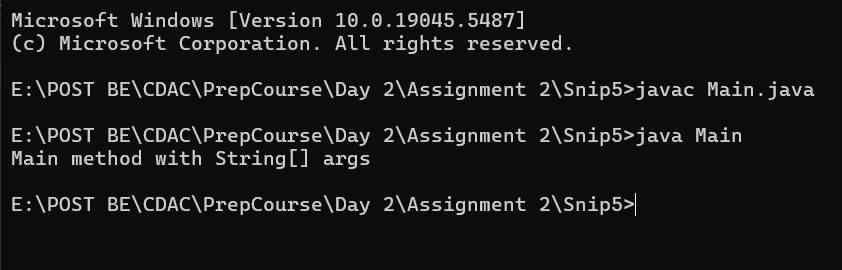 Microsoft Windows [Version 10.0.19045.5487]
(c) Microsoft Corporation. All rights reserved.
E:\POST BE\CDAC\PrepCourse\Day 2\Assignment 2\Snip5>javac Main.java
E:\POST BE\CDAC\PrepCourse\Day 2\Assignment 2\Snip5>java Main
Main method with String[] args
E:\POST BE\CDAC\PrepCourse\Day 2\Assignment 2\Snip5>